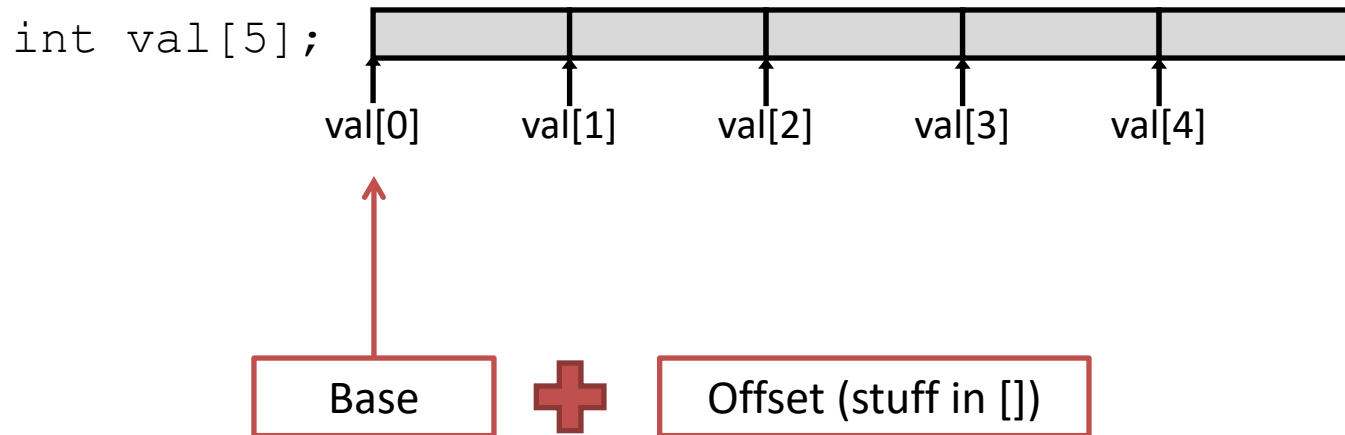 int val[5];
val[0] val[1] val[2] val[3] val[4]
Base Offset (stuff in [])